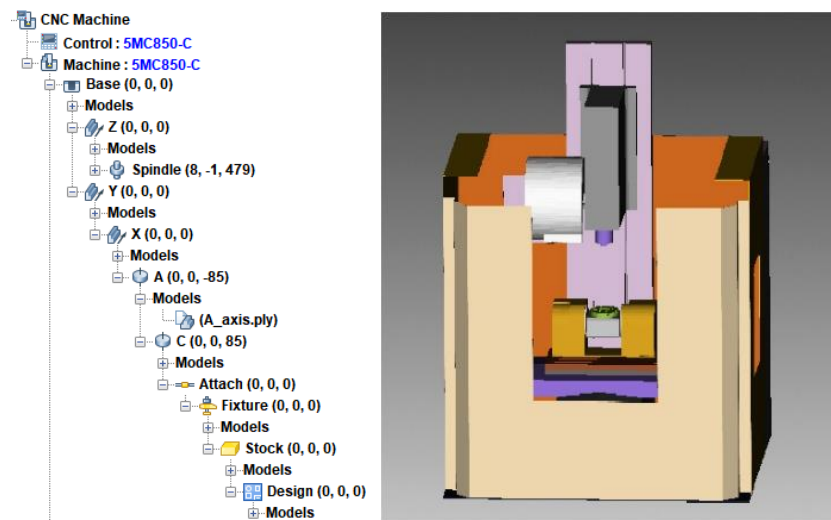 CNC Machine
Control : 5MC850-C
Machine : 5MC850-C
Base (0, 0, 0)
Models
Z (0, 0, 0)
Models
Spindle (8, -1, 479)
Y (0, 0, 0)
Models
X (0, 0, 0)
Models
A (0, 0, -85)
Models
(A_axis.ply)
C (0, 0, 85)
Models
Attach (0, 0, 0)
Fixture (0, 0, 0)
Models
Stock (0, 0, 0)
Models
Design (0, 0, 0)
Models